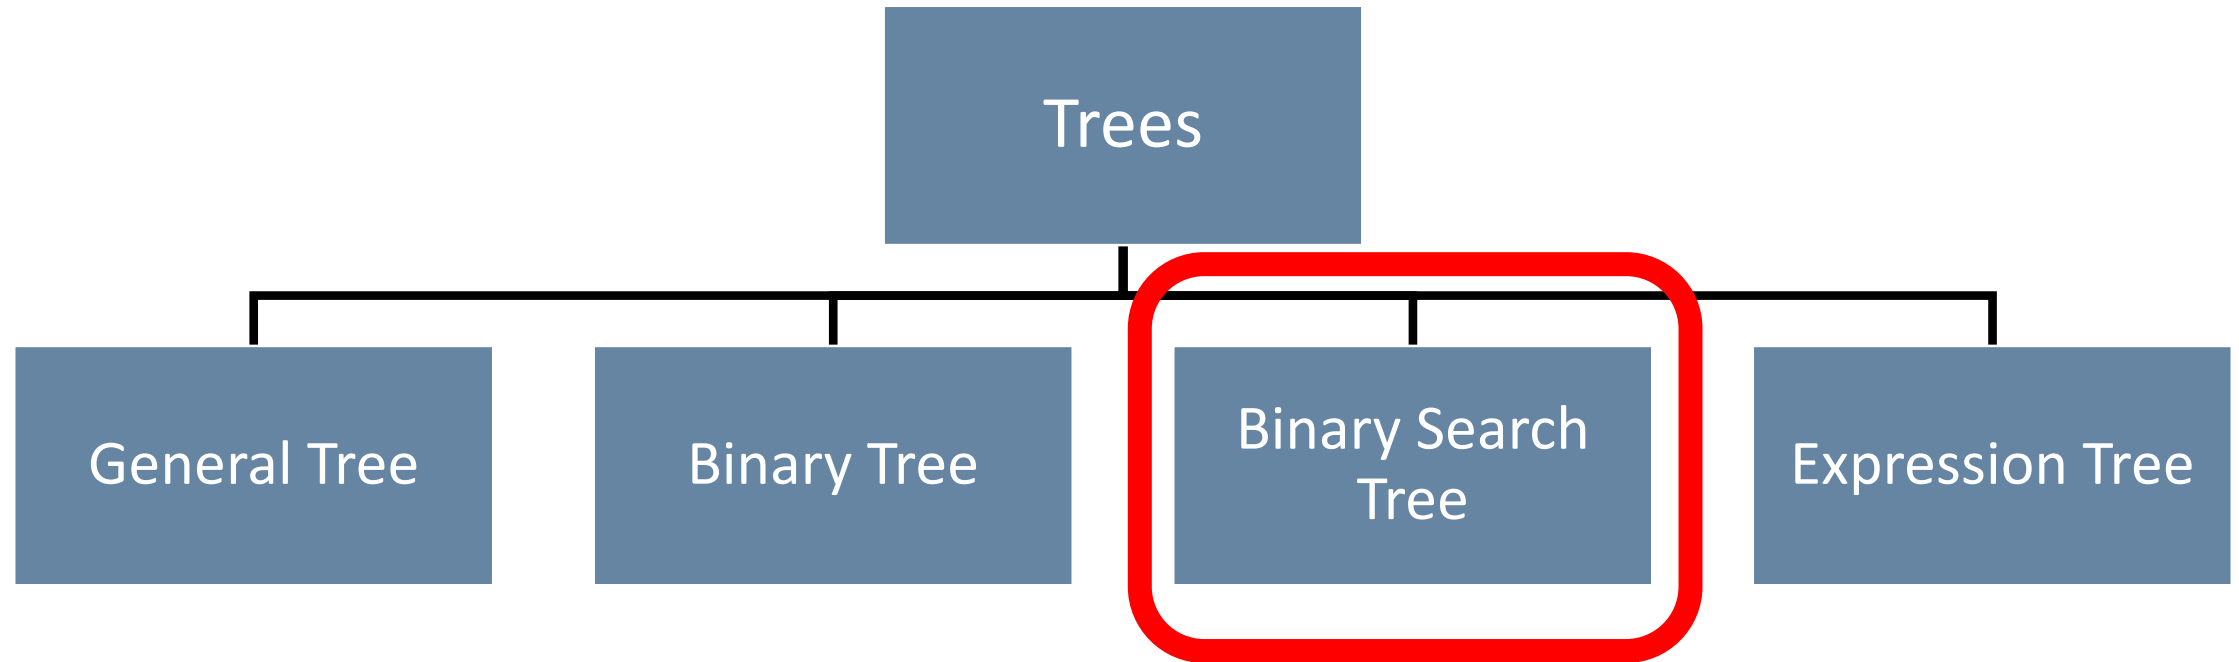 Trees
General Tree
Binary Tree
Binary Search
Tree
Expression Tree